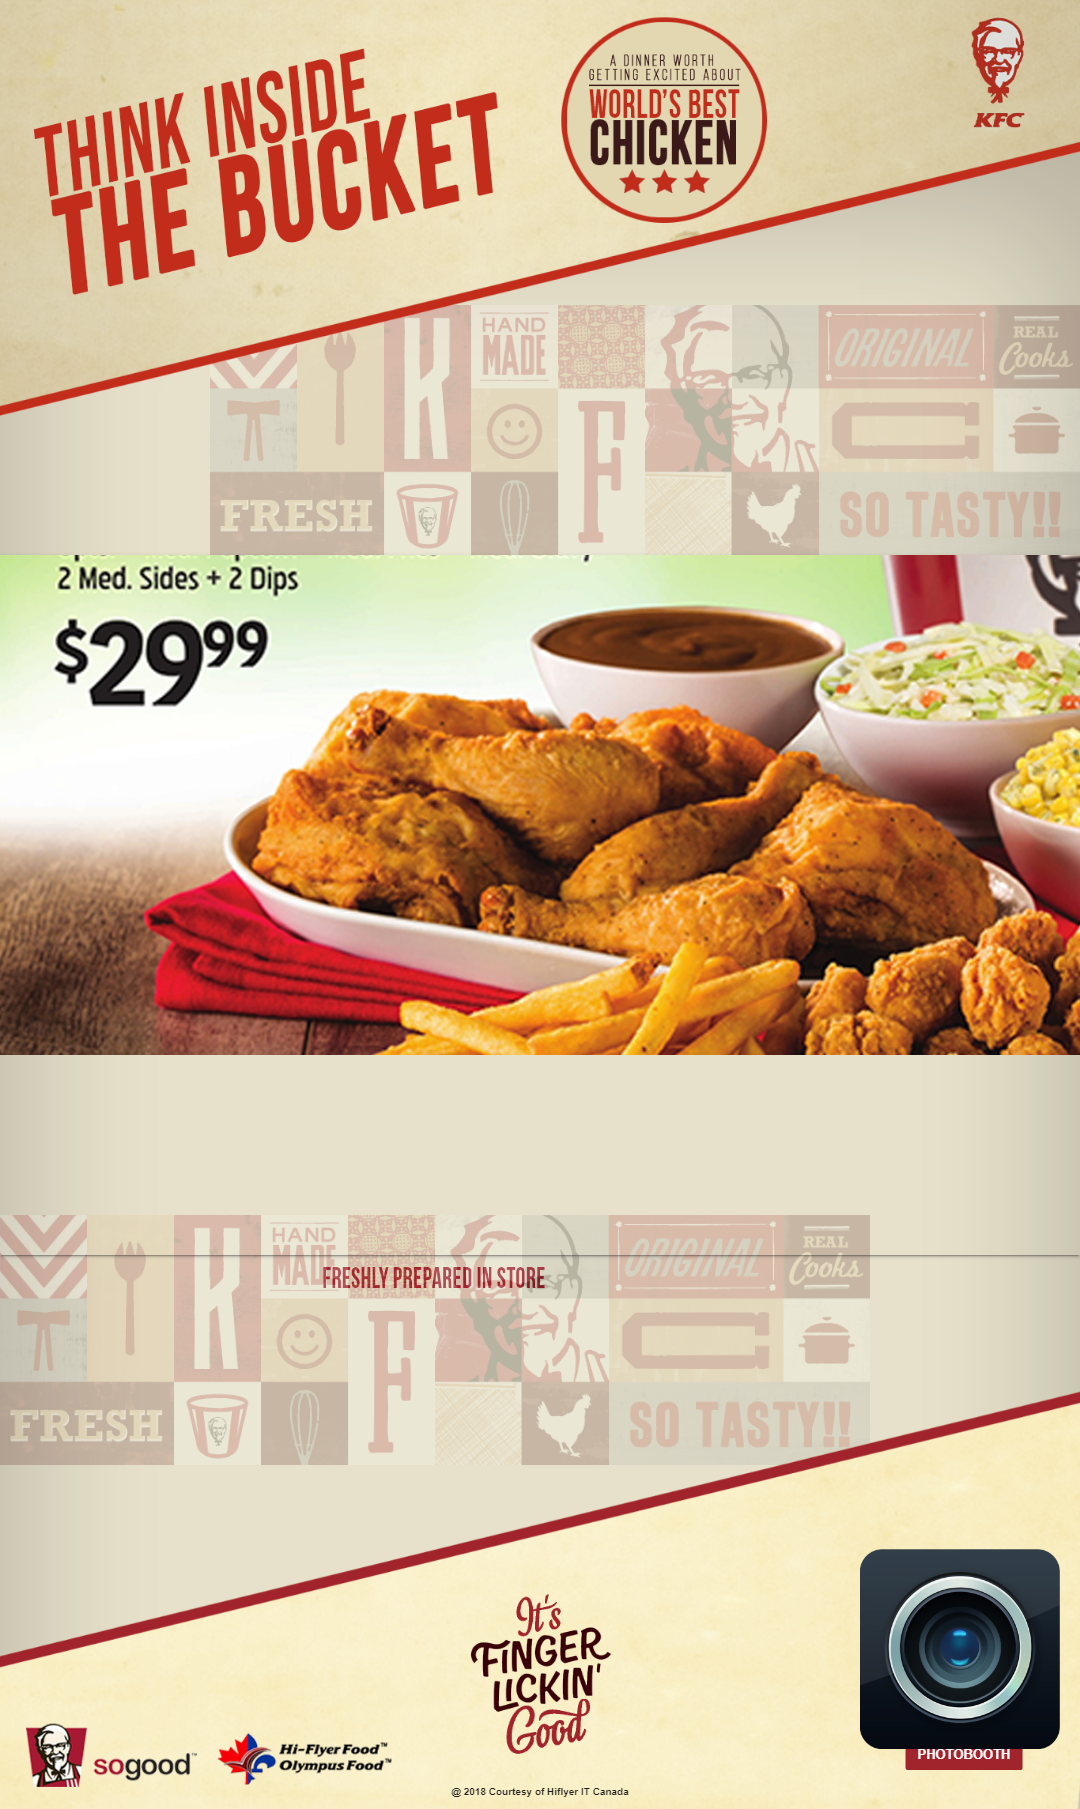 THINK INSIDE
THE BUCKET
A DINNER WORTH
GETTING EXCITED ABOUT
WORLD'S BEST
CHICKEN
KFC
K
HAND
MADE
ORIGINAL
REAL
Cooks
F
C
FRESH
SO TASTY!!
2 Med. Sides + 2 Dips
$29.99
K
HAND
MADE
ORIGINAL
REAL
Cooks
FRESHLY PREPARED IN STORE
F
C
FRESH
SO TASTY!!
It's
FINGER
LICKIN'
Good
sogood™
Hi-Flyer Food™
Olympus Food™
PHOTOBOOTH
@ 2018 Courtesy of Hiflyer IT Canada